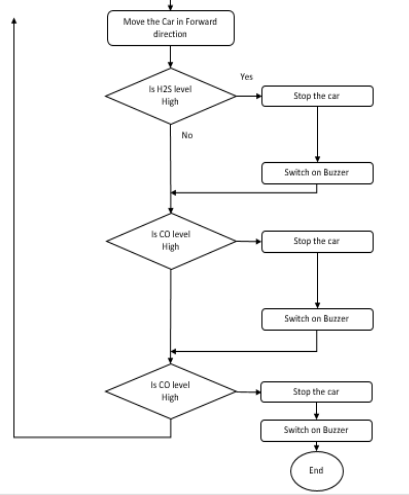 Move the Car in Forward
direction
Is H2S level
High
Yes
Stop the car
No
Switch on Buzzer
Is CO level
High
Stop the car
Switch on Buzzer
Is CO level
High
Stop the car
Switch on Buzzer
End